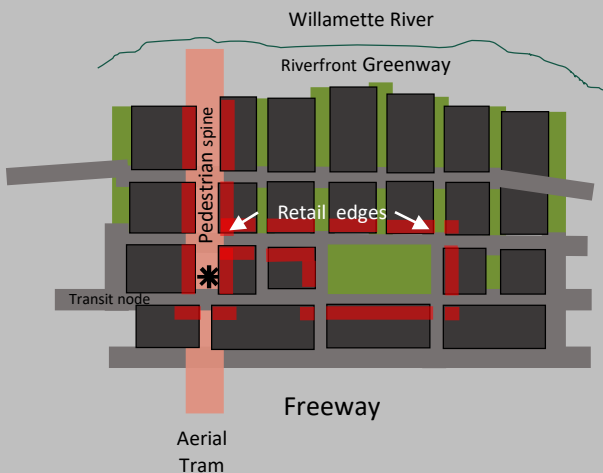 Willamette River
Riverfront Greenway
Pedestrian spine
Retail edges
Transit node
Freeway
Aerial
Tram